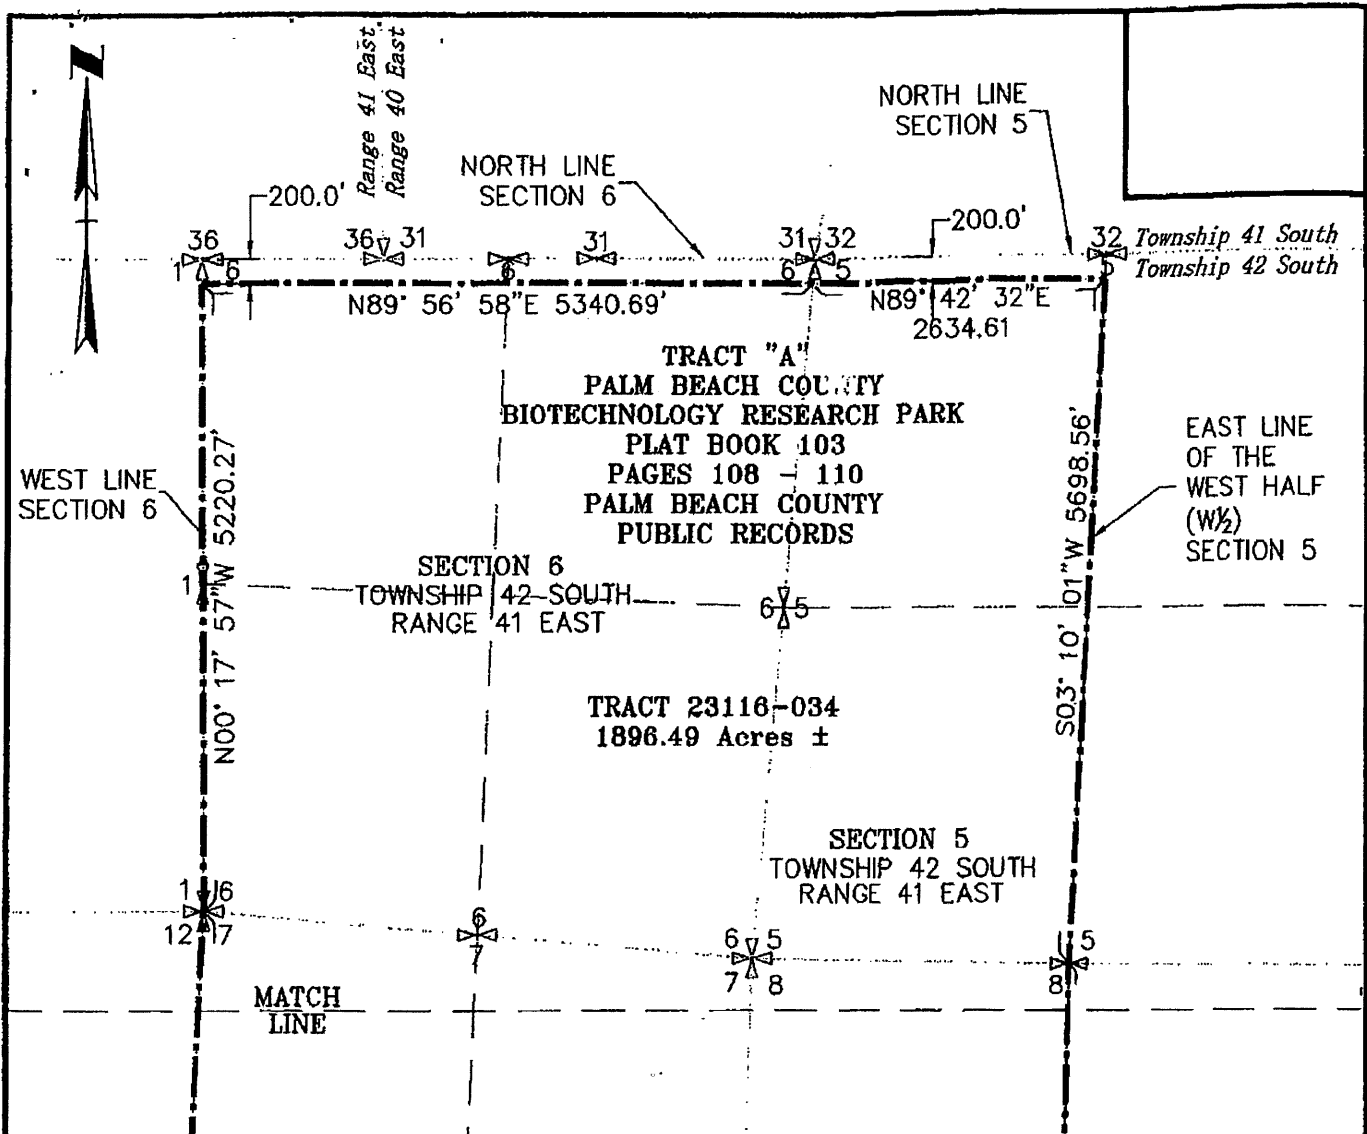 N
Range 41 East
Range 40 East
NORTH LINE
SECTION 5
NORTH LINE
SECTION 6
200.0'
200.0'
36
36 31
31
31 32
32 Township 41 South
1 6
6
6 5
5 Township 42 South
N89° 56' 58"E 5340.69'
N89° 42' 32"E
2634.61
TRACT "A"
PALM BEACH COUNTY
BIOTECHNOLOGY RESEARCH PARK
PLAT BOOK 103
PAGES 108 - 110
PALM BEACH COUNTY
PUBLIC RECORDS
WEST LINE
SECTION 6
N00° 17' 57"W 5220.27'
S03° 10' 01"W 5698.56'
EAST LINE
OF THE
WEST HALF
(W½)
SECTION 5
1
SECTION 6
TOWNSHIP 42 SOUTH
RANGE 41 EAST
6 5
TRACT 23116-034
1896.49 Acres ±
SECTION 5
TOWNSHIP 42 SOUTH
RANGE 41 EAST
1 6
12 7
6
7
6 5
7 8
5
8
MATCH
LINE